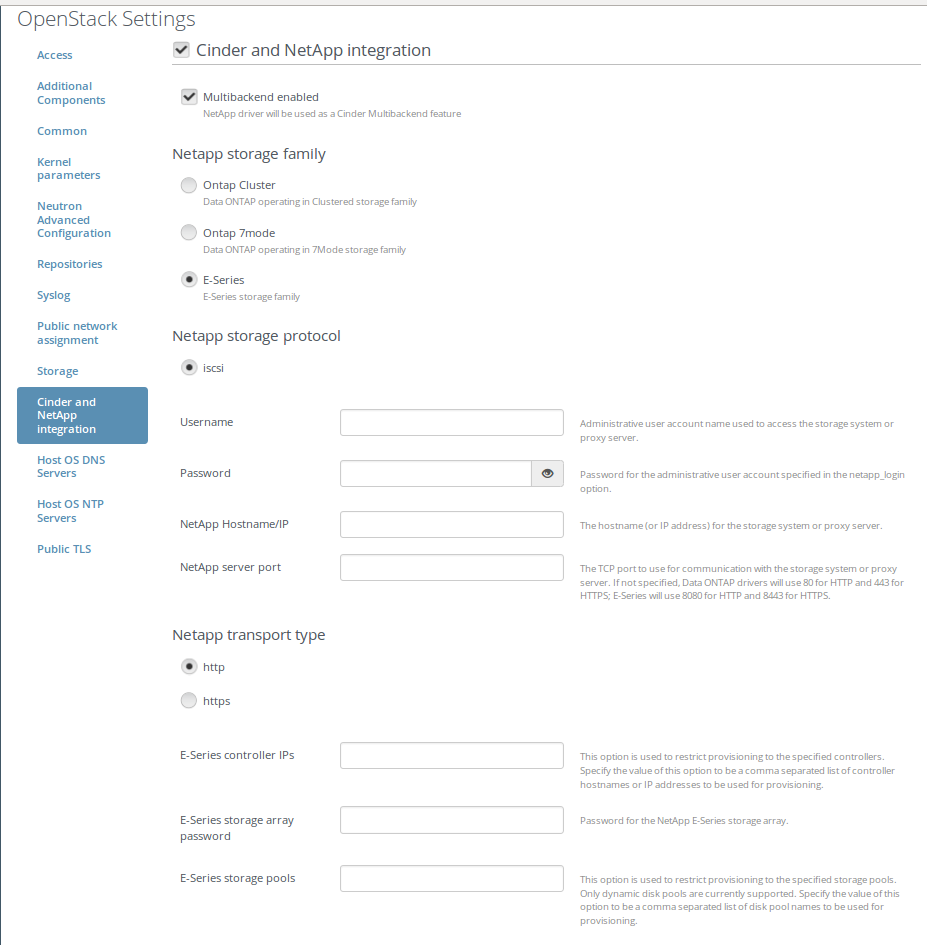 OpenStack Settings
Access
Additional
Components
Common
Kernel
parameters
Neutron
Advanced
Configuration
Repositories
Syslog
Public network
assignment
Storage
Cinder and
NetApp
integration
Host OS DNS
Servers
Host OS NTP
Servers
Public TLS
Cinder and NetApp integration
Multibackend enabled
NetApp driver will be used as a Cinder Multibackend feature
Netapp storage family
Ontap Cluster
Data ONTAP operating in Clustered storage family
Ontap 7mode
Data ONTAP operating in 7Mode storage family
E-Series
E-Series storage family
Netapp storage protocol
iscsi
Username
Administrative user account name used to access the storage system or
proxy server.
Password
Password for the administrative user account specified in the netapp_login
option.
NetApp Hostname/IP
The hostname (or IP address) for the storage system or proxy server.
NetApp server port
The TCP port to use for communication with the storage system or proxy
server. If not specified, Data ONTAP drivers will use 80 for HTTP and 443 for
HTTPS; E-Series will use 8080 for HTTP and 8443 for HTTPS.
Netapp transport type
http
https
E-Series controller IPs
This option is used to restrict provisioning to the specified controllers.
Specify the value of this option to be a comma separated list of controller
hostnames or IP addresses to be used for provisioning.
E-Series storage array
password
Password for the NetApp E-Series storage array.
E-Series storage pools
This option is used to restrict provisioning to the specified storage pools.
Only dynamic disk pools are currently supported. Specify the value of this
option to be a comma separated list of disk pool names to be used for
provisioning.